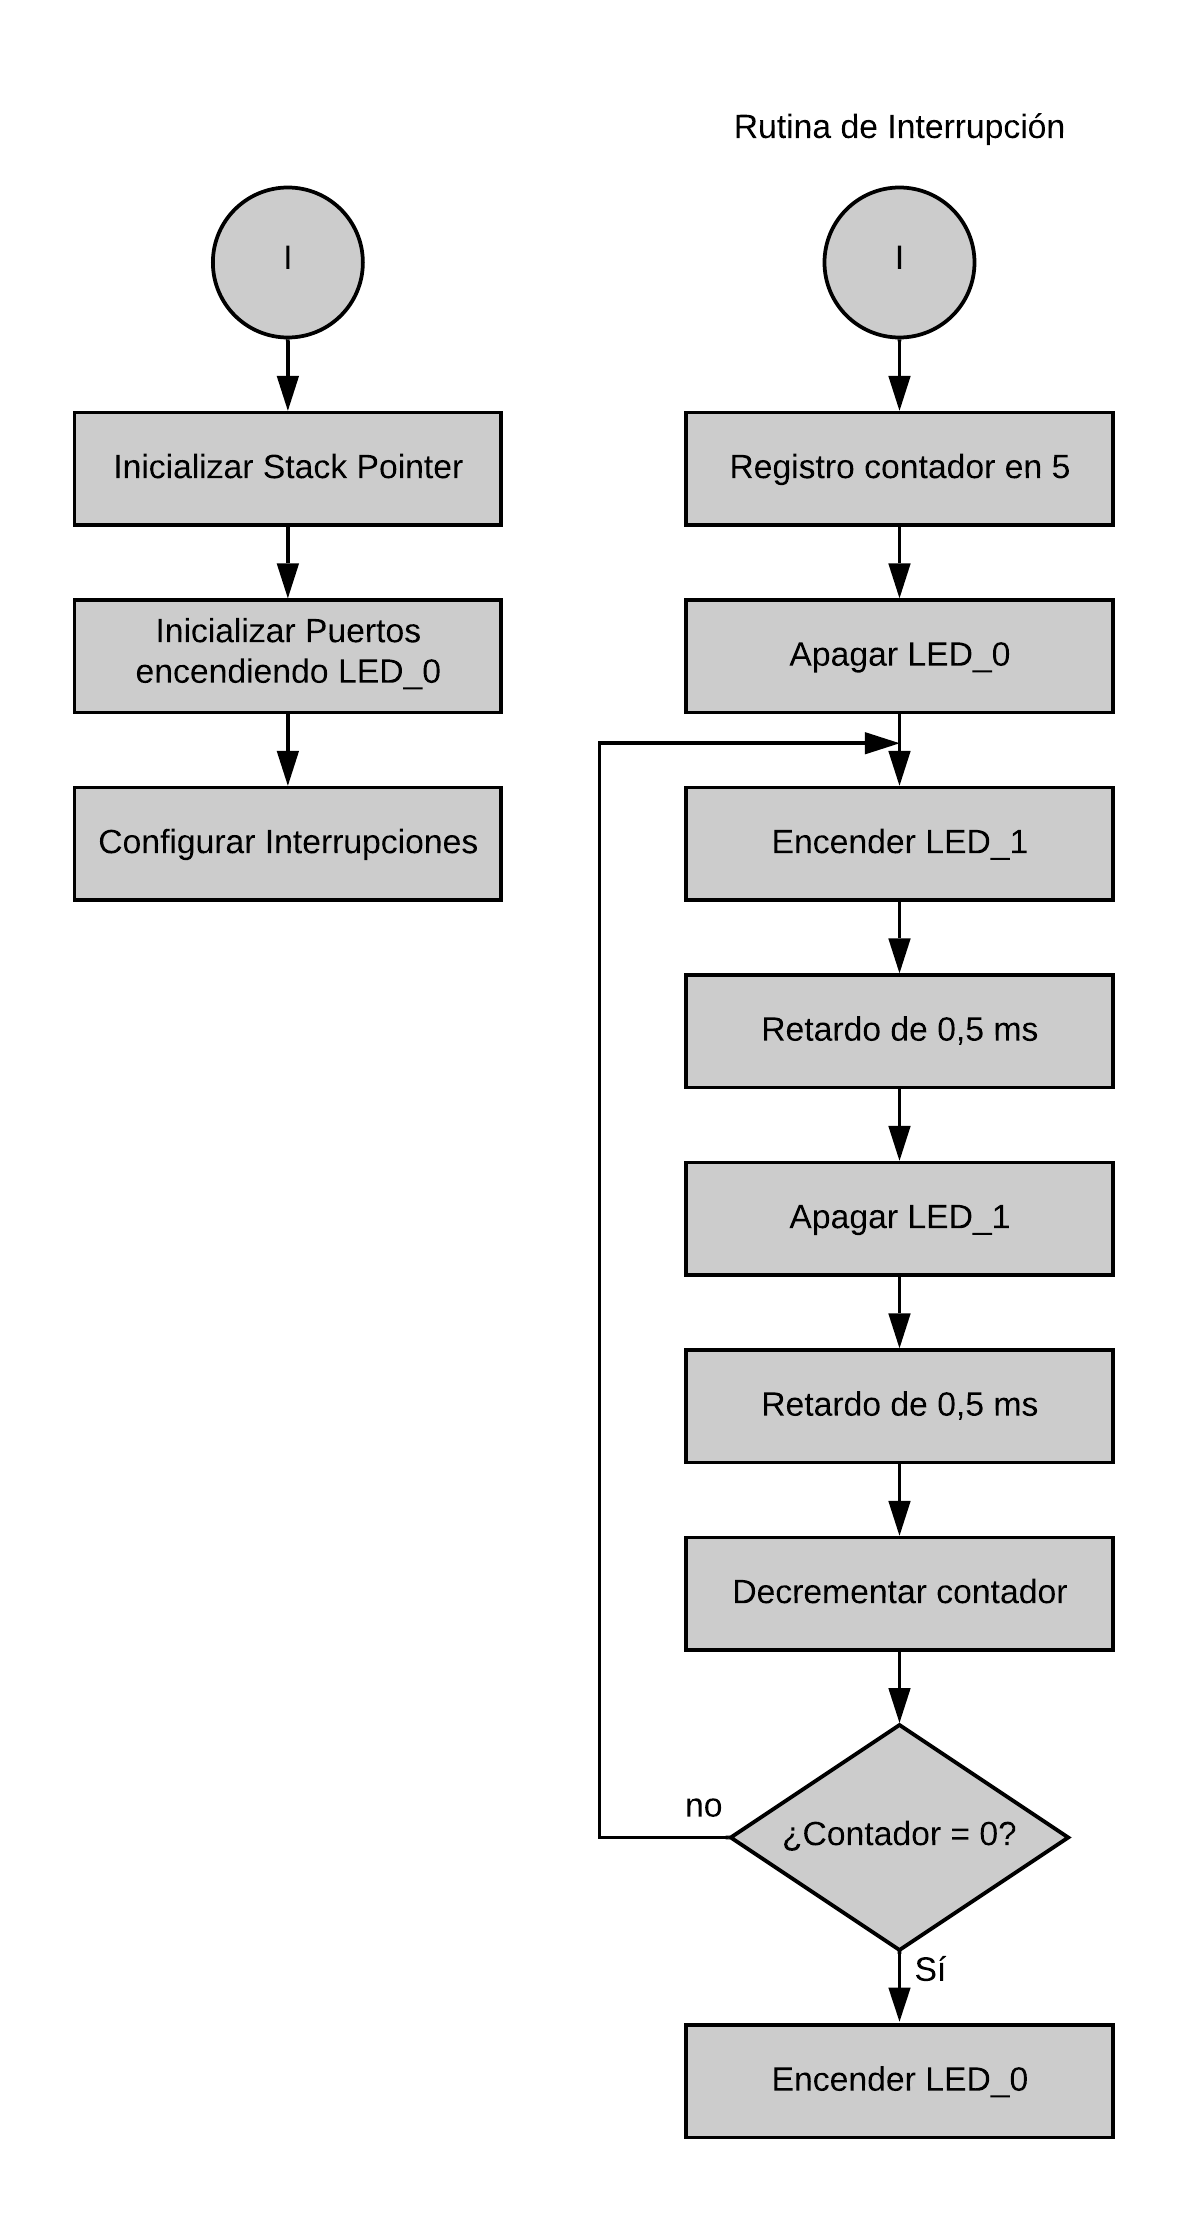 I
Inicializar Stack Pointer
Inicializar Puertos
encendiendo LED_0
Configurar Interrupciones
Rutina de Interrupción
I
Registro contador en 5
Apagar LED_0
Encender LED_1
Retardo de 0,5 ms
Apagar LED_1
Retardo de 0,5 ms
Decrementar contador
¿Contador = 0?
no
Sí
Encender LED_0